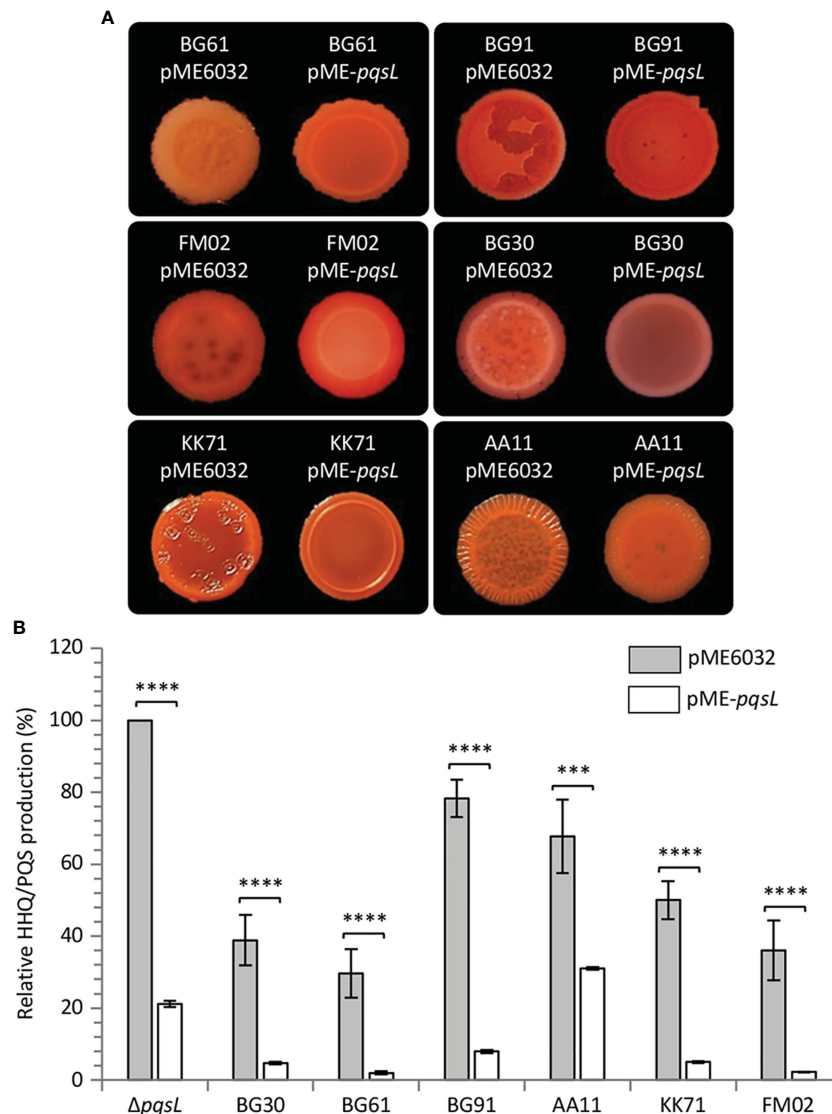 A
BG61
pME6032
BG61
pME-pqsL
BG91
pME6032
BG91
pME-pqsL
FM02
pME6032
FM02
pME-pqsL
BG30
pME6032
BG30
pME-pqsL
KK71
pME6032
KK71
pME-pqsL
AA11
pME6032
AA11
pME-pqsL
B
Relative HHQ/PQS production (%)
120
100
80
60
40
20
0
pME6032
pME-pqsL
****
****
****
****
***
****
****
ΔpqsL
BG30
BG61
BG91
AA11
KK71
FM02